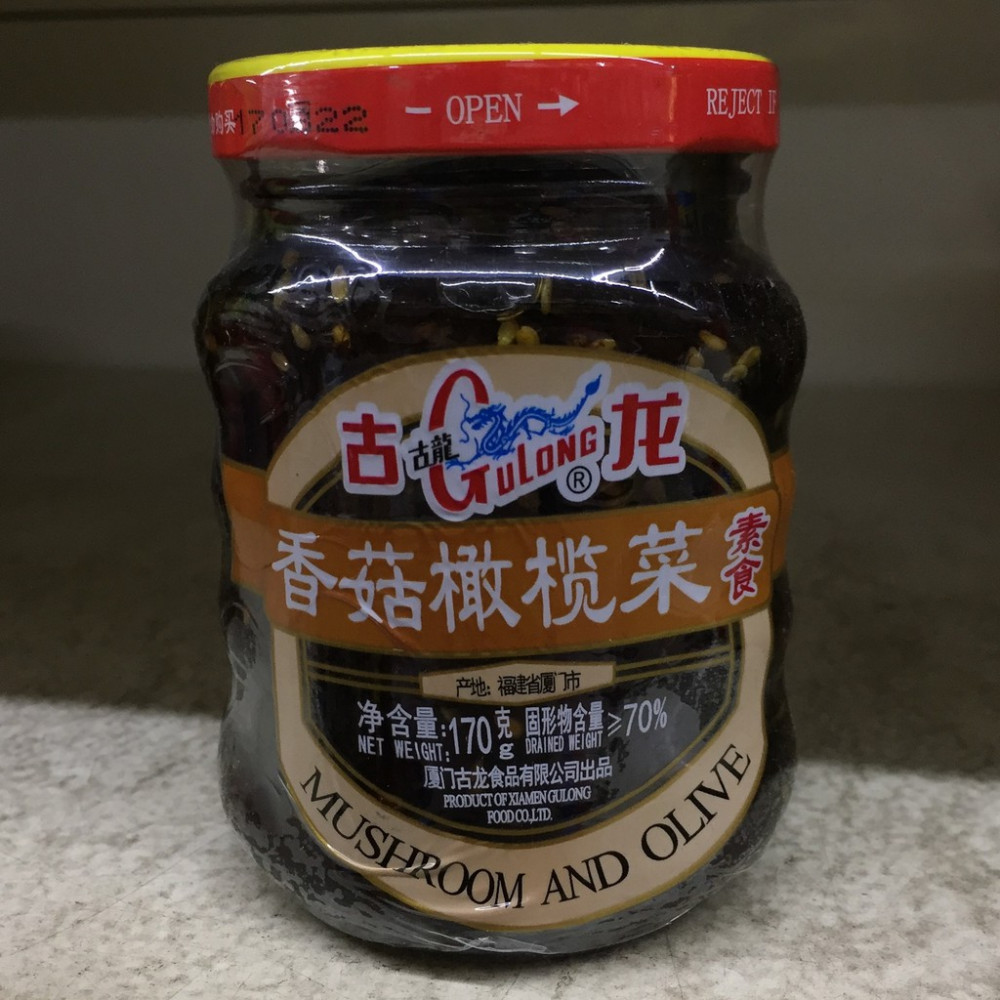 购买
170822
OPEN
REJECT
古 古龍 GULONG ® 龙
香菇橄榄菜
素食
产地：福建省厦门市
净含量：170克 固形物含量≥70%
NET WEIGHT: g DRAINED WEIGHT
厦门古龙食品有限公司出品
PRODUCT OF XIAMEN GULONG
FOOD CO.,LTD.
MUSHROOM AND OLIVE